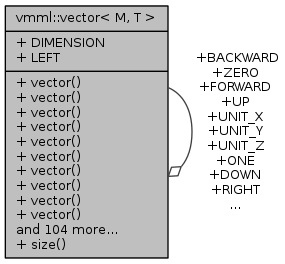 vmml::vector< M, T >
+ DIMENSION
+ LEFT
+ vector()
+ vector()
+ vector()
+ vector()
+ vector()
+ vector()
+ vector()
+ vector()
+ vector()
+ vector()
and 104 more...
+ size()
+BACKWARD
+ZERO
+FORWARD
+UP
+UNIT_X
+UNIT_Y
+UNIT_Z
+ONE
+DOWN
+RIGHT
...